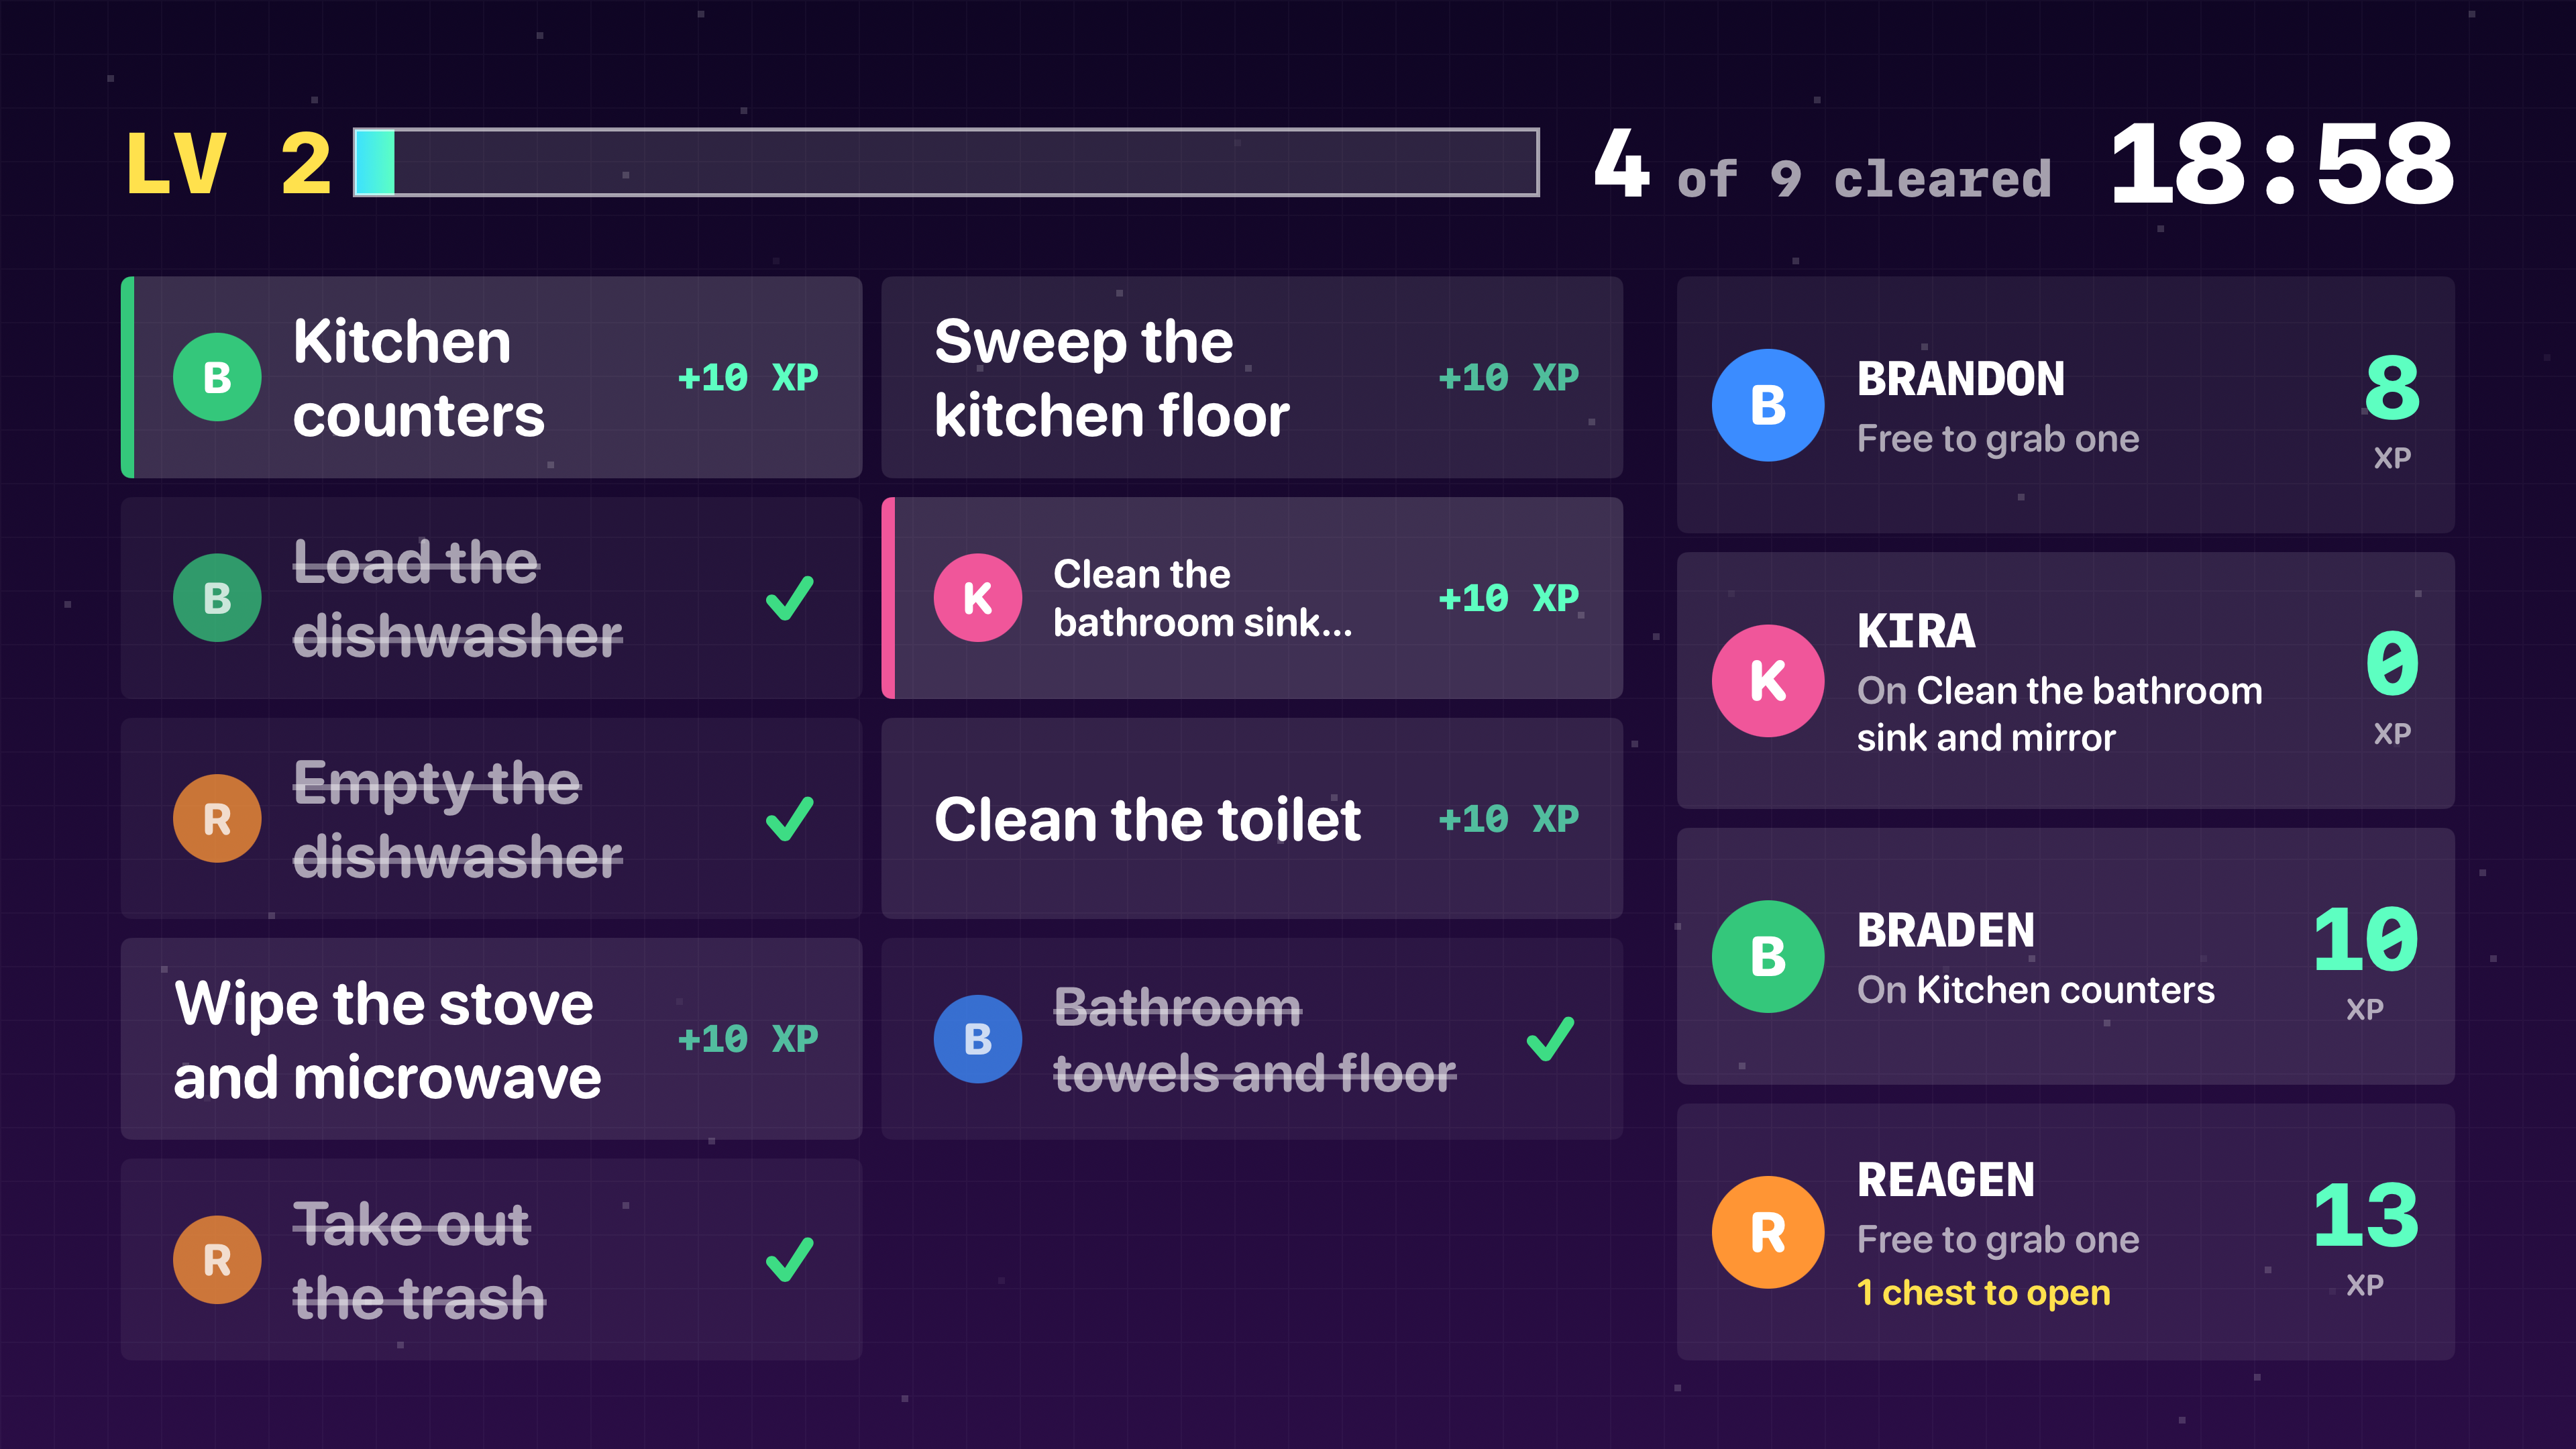 LV 2
4 of 9 cleared
18:58
B
Kitchen
counters
+10 XP
B
Load the
dishwasher
R
Empty the
dishwasher
Wipe the stove
and microwave
+10 XP
R
Take out
the trash
Sweep the
kitchen floor
+10 XP
K
Clean the
bathroom sink...
+10 XP
Clean the toilet
+10 XP
B
Bathroom
towels and floor
B
BRANDON
Free to grab one
8
XP
K
KIRA
On Clean the bathroom
sink and mirror
0
XP
B
BRADEN
On Kitchen counters
10
XP
R
REAGEN
Free to grab one
1 chest to open
13
XP